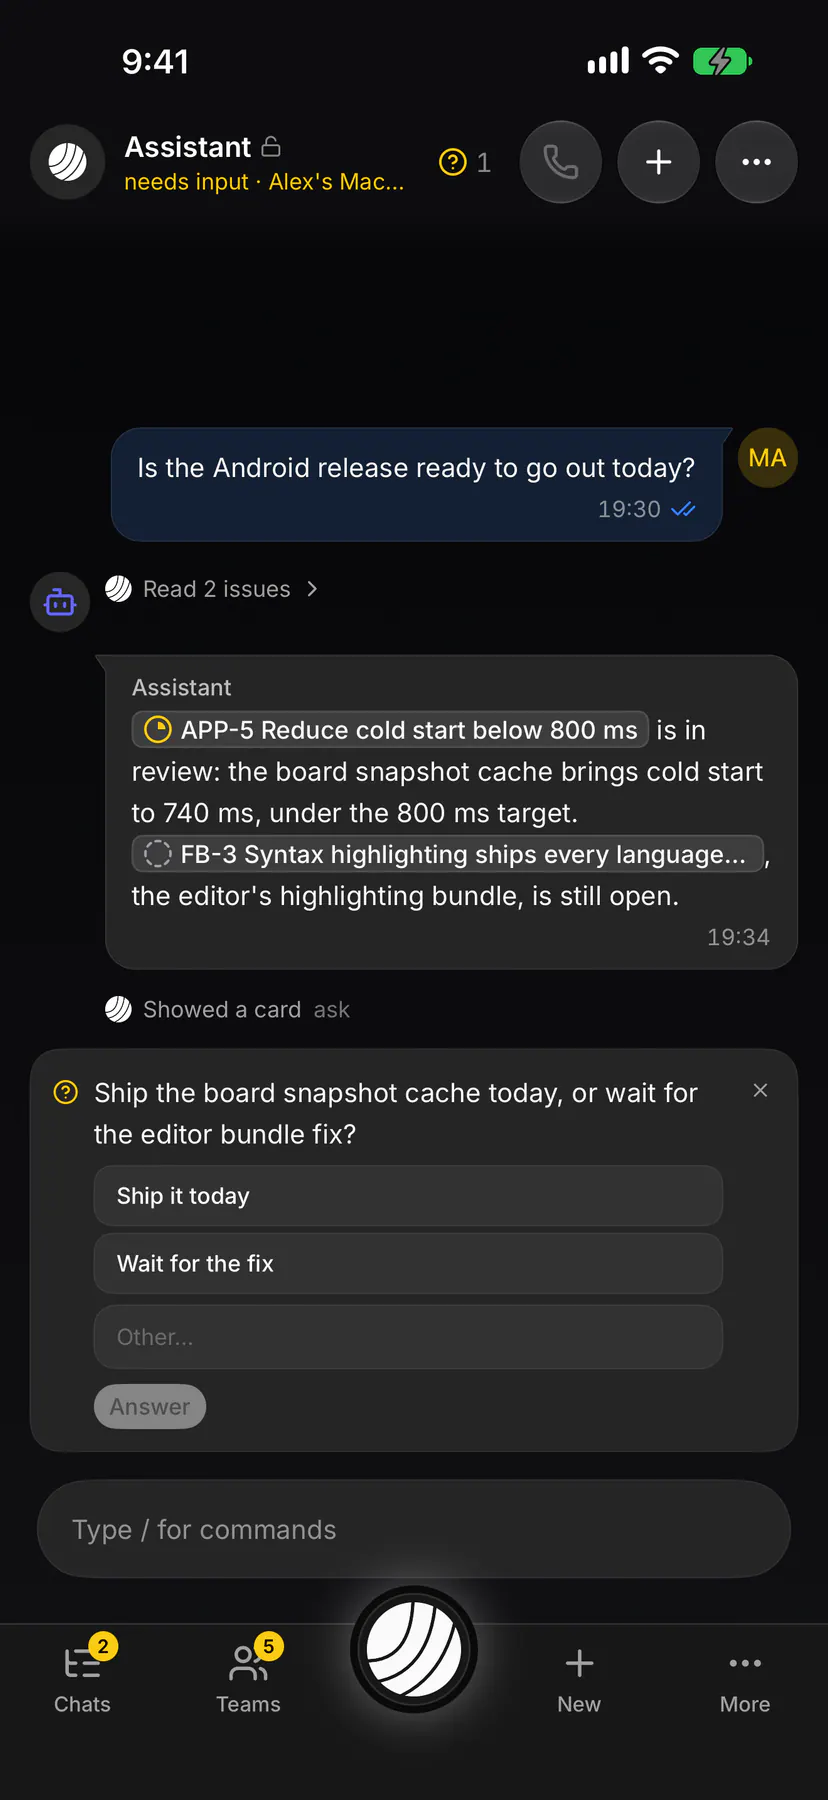 9:41
Assistant
needs input · Alex's Mac...
1
Is the Android release ready to go out today?
MA
19:30
Read 2 issues
Assistant
APP-5 Reduce cold start below 800 ms is in
review: the board snapshot cache brings cold start
to 740 ms, under the 800 ms target.
FB-3 Syntax highlighting ships every language... ,
the editor's highlighting bundle, is still open.
19:34
Showed a card ask
Ship the board snapshot cache today, or wait for
the editor bundle fix?
Ship it today
Wait for the fix
Other...
Answer
Type / for commands
2
5
Chats
Teams
New
More